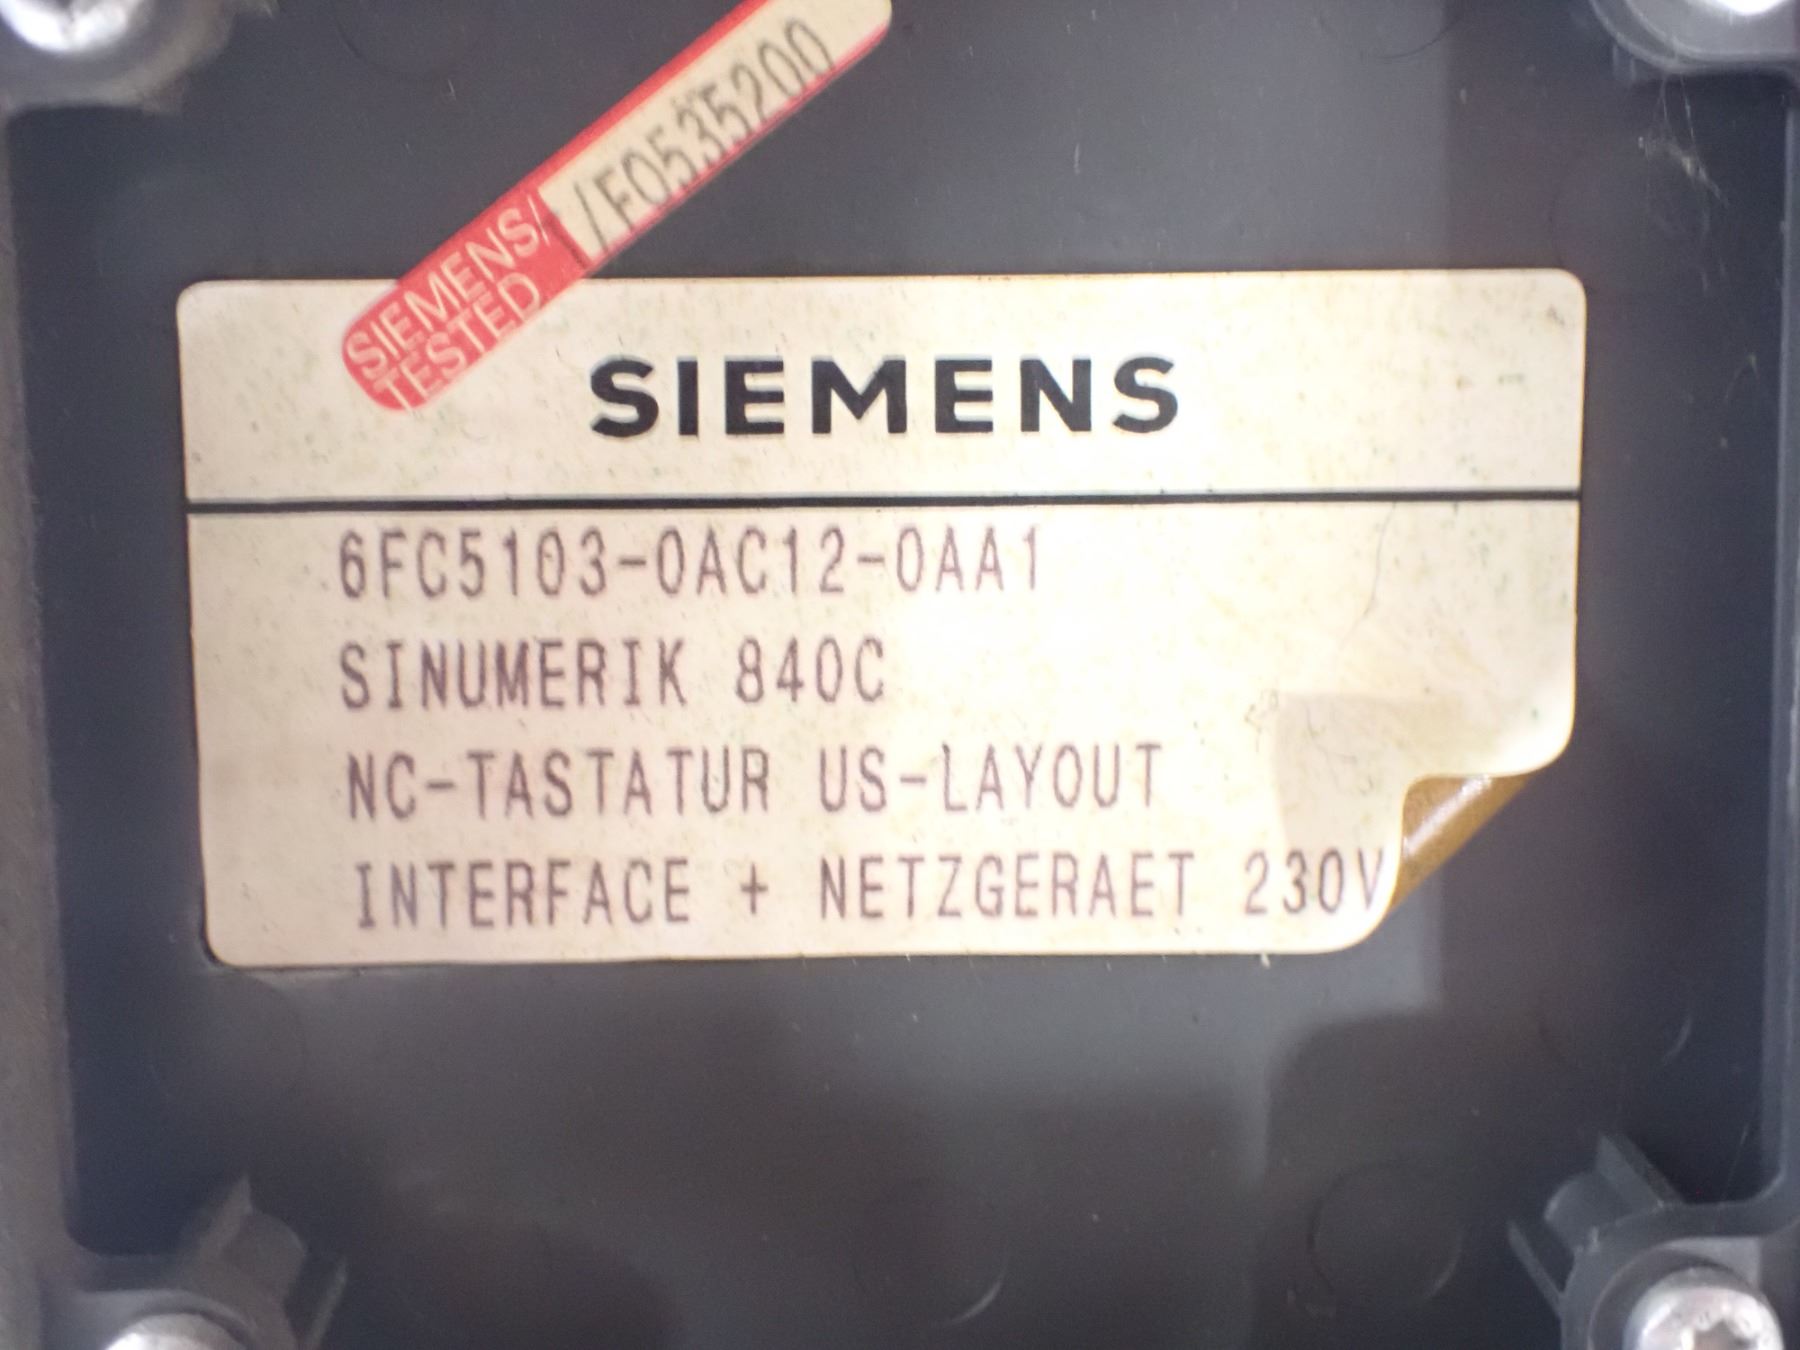 SIEMENS/
TESTED
/F0535200
SIEMENS
6FC5103-0AC12-0AA1
SINUMERIK 840C
NC-TASTATUR US-LAYOUT
INTERFACE + NETZGERAET 230V